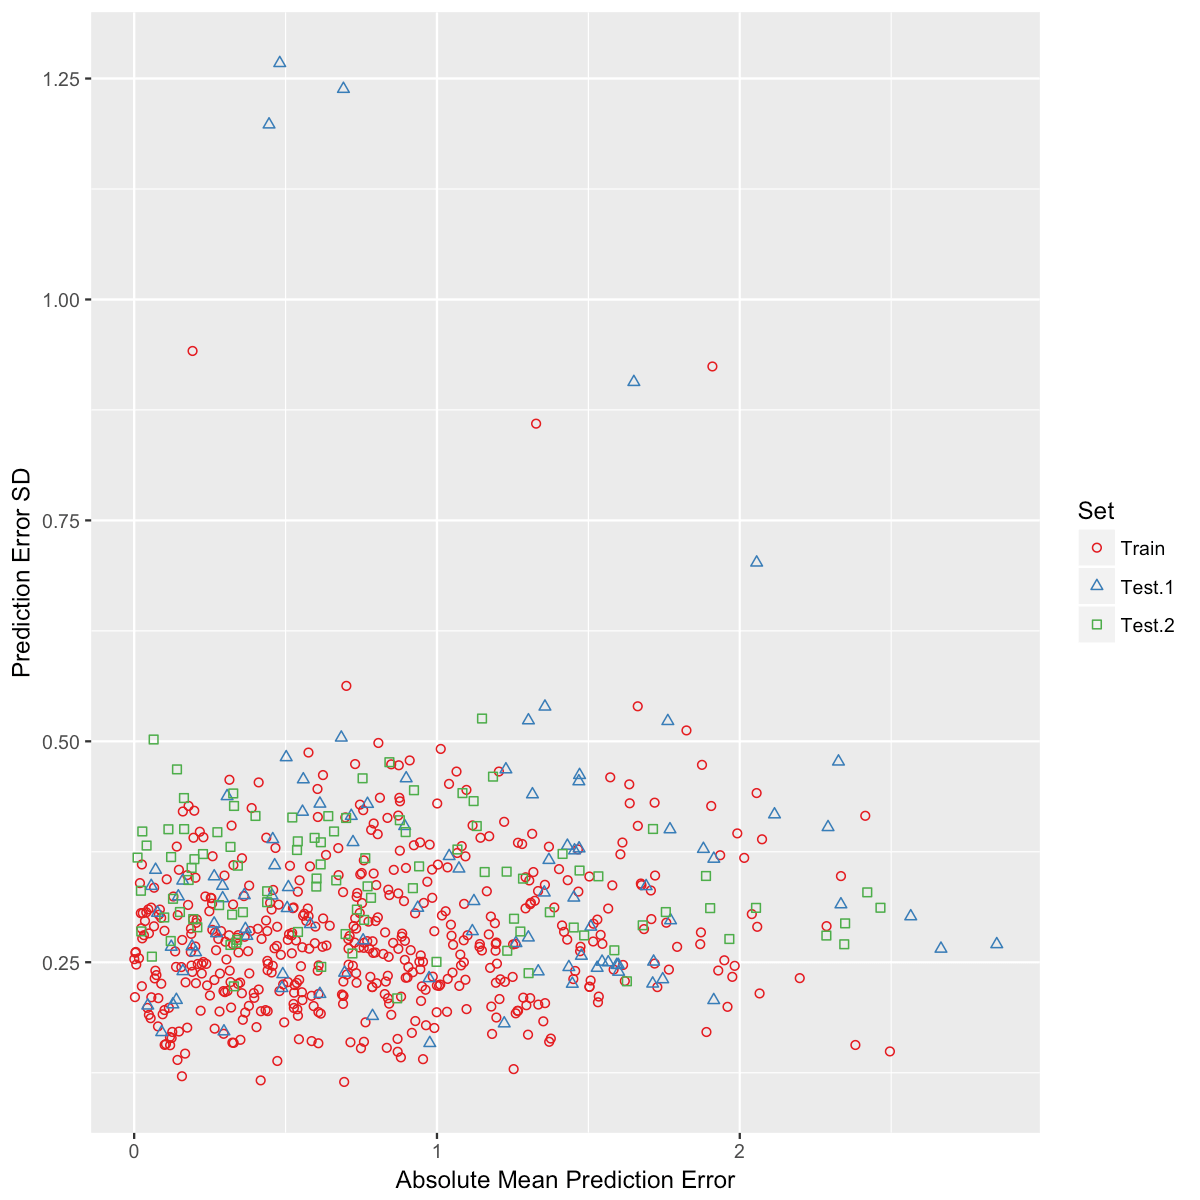 1.25
1.00
0.75
0.50
0.25
0
1
2
Prediction Error SD
Absolute Mean Prediction Error
Set
Train
Test.1
Test.2